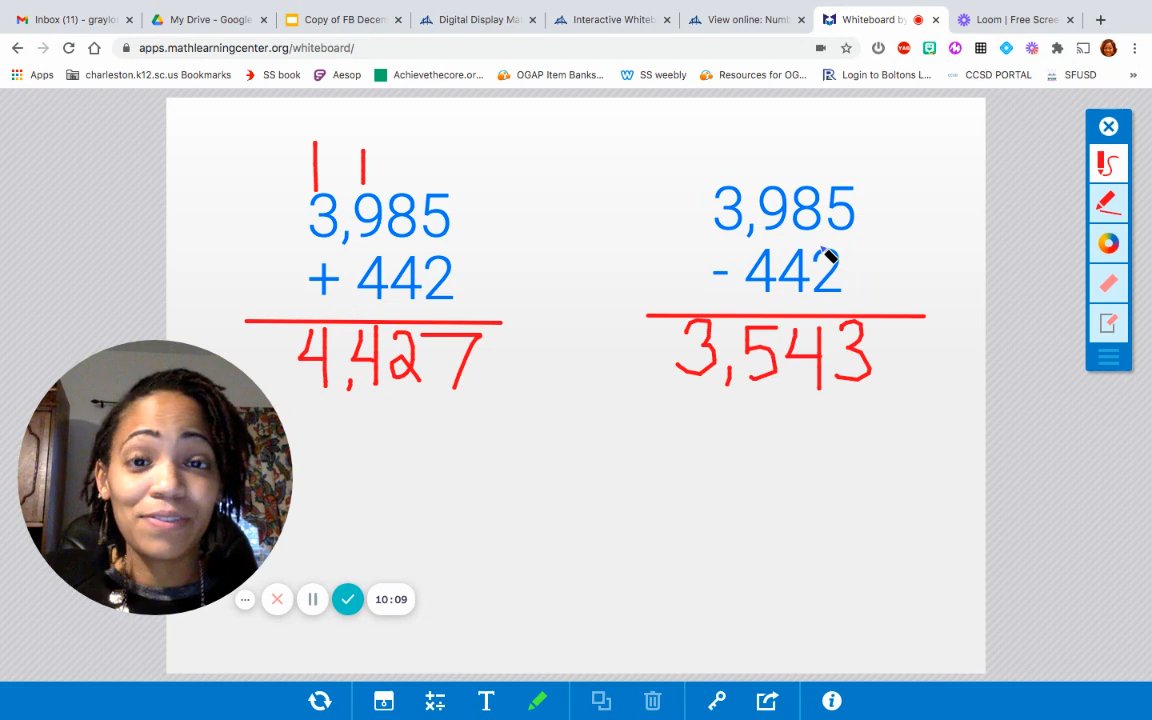 Inbox (11) - graylo
My Drive - Google
Copy of FB Decem
Digital Display Ma
Interactive Whiteb
View online: Numb
Whiteboard by
Loom | Free Scree
apps.mathlearningcenter.org/whiteboard/
YAB
Apps
charleston.k12.sc.us Bookmarks
SS book
Aesop
Achievethecore.or...
OGAP Item Banks...
SS weekly
Resources for OG...
Login to Boltons L...
CCSD PORTAL
SFUSD
»
1 1
3,985
+ 442
4,427
3,985
- 442
3,543
10:09
T